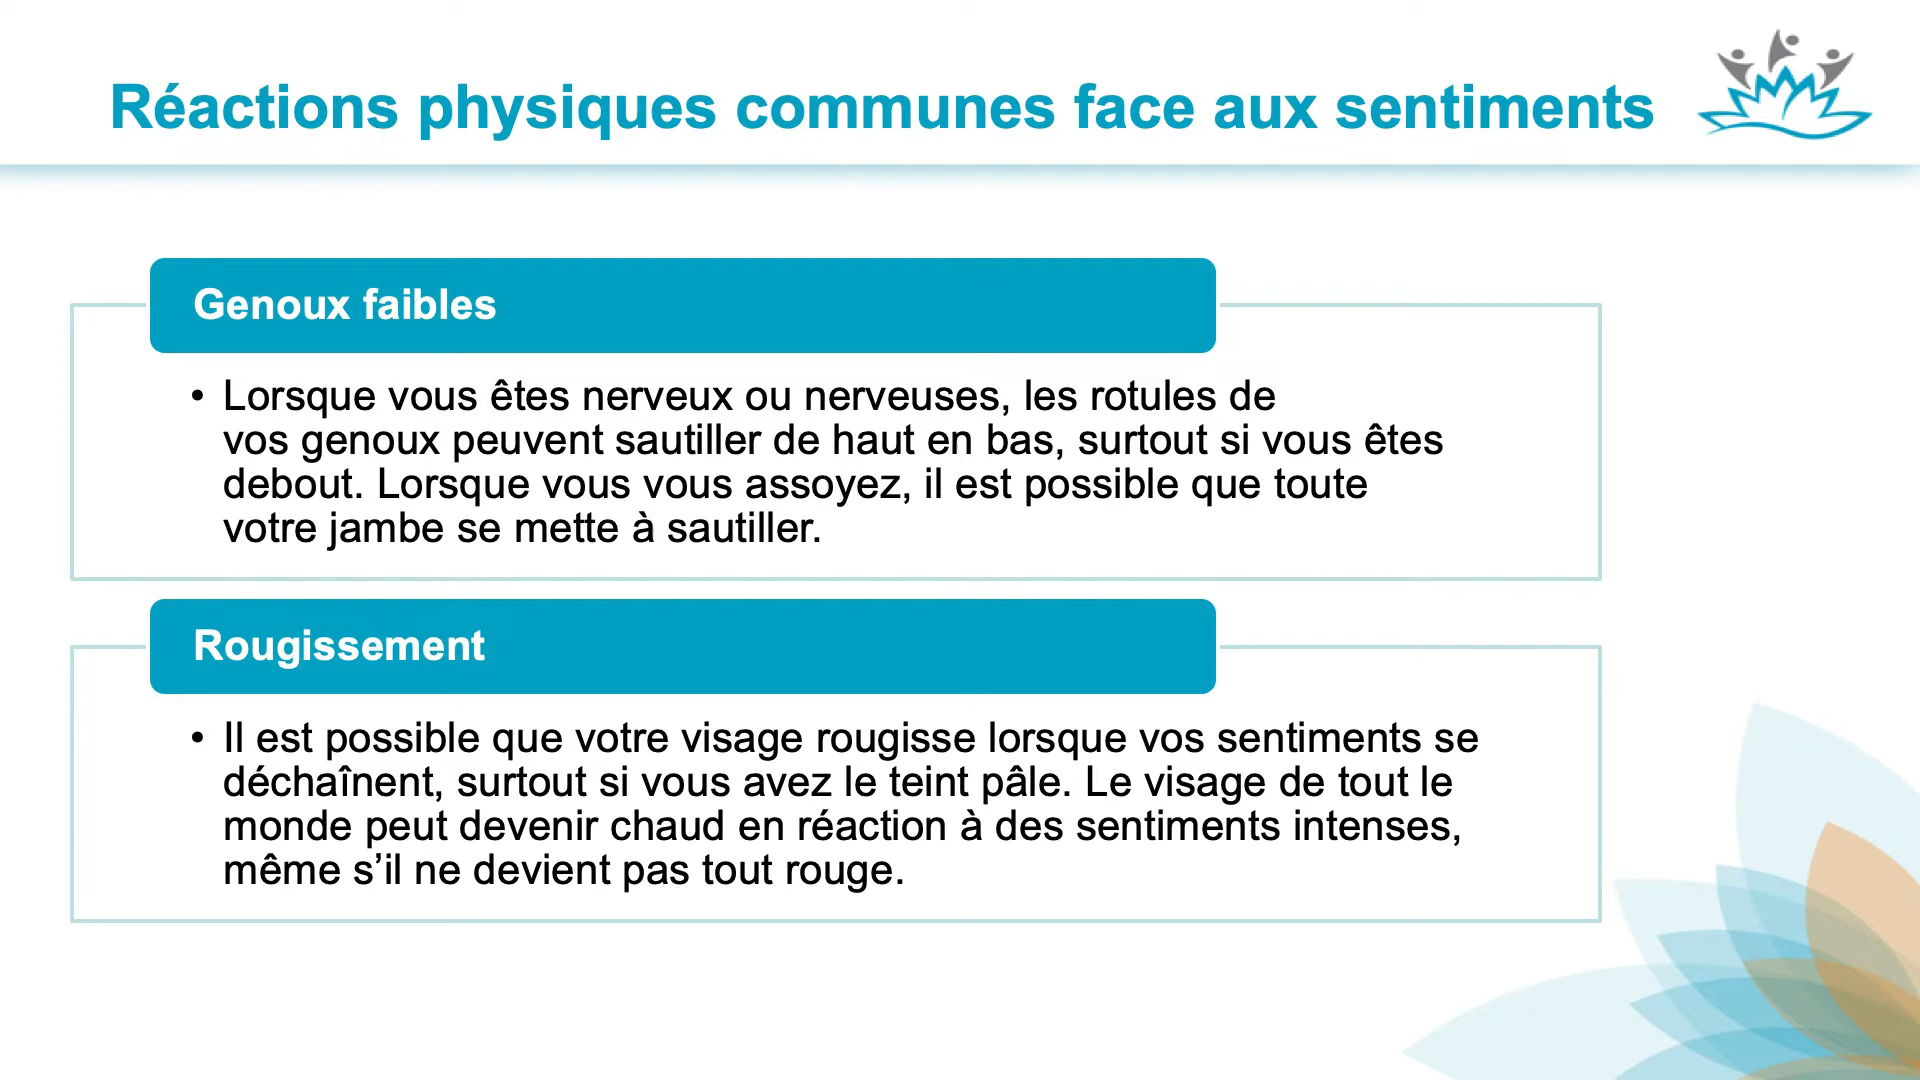 Réactions physiques communes face aux sentiments
Genoux faibles
• Lorsque vous êtes nerveux ou nerveuses, les rotules de
vos genoux peuvent sautiller de haut en bas, surtout si vous êtes
debout. Lorsque vous vous assoyez, il est possible que toute
votre jambe se mette à sautiller.
Rougissement
• Il est possible que votre visage rougisse lorsque vos sentiments se
déchaînent, surtout si vous avez le teint pâle. Le visage de tout le
monde peut devenir chaud en réaction à des sentiments intenses,
même s’il ne devient pas tout rouge.